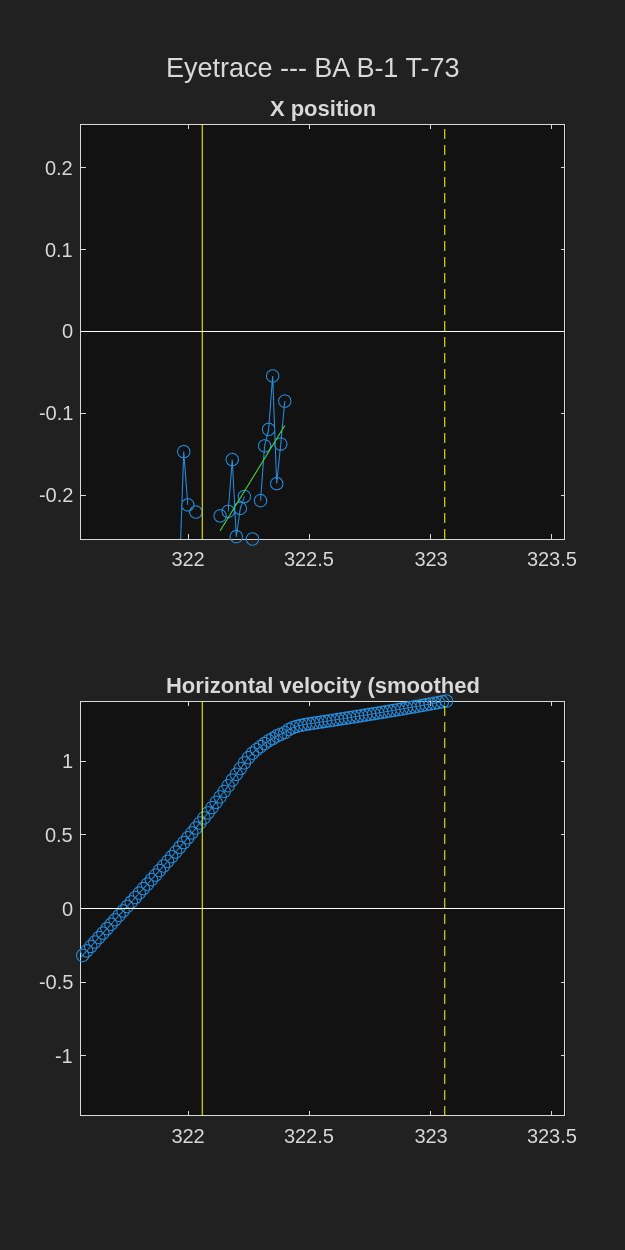 Eyetrace --- BA B-1 T-73
X position
0.2
0.1
0
-0.1
-0.2
322 322.5 323 323.5
Horizontal velocity (smoothed
1
0.5
0
-0.5
-1
322 322.5 323 323.5